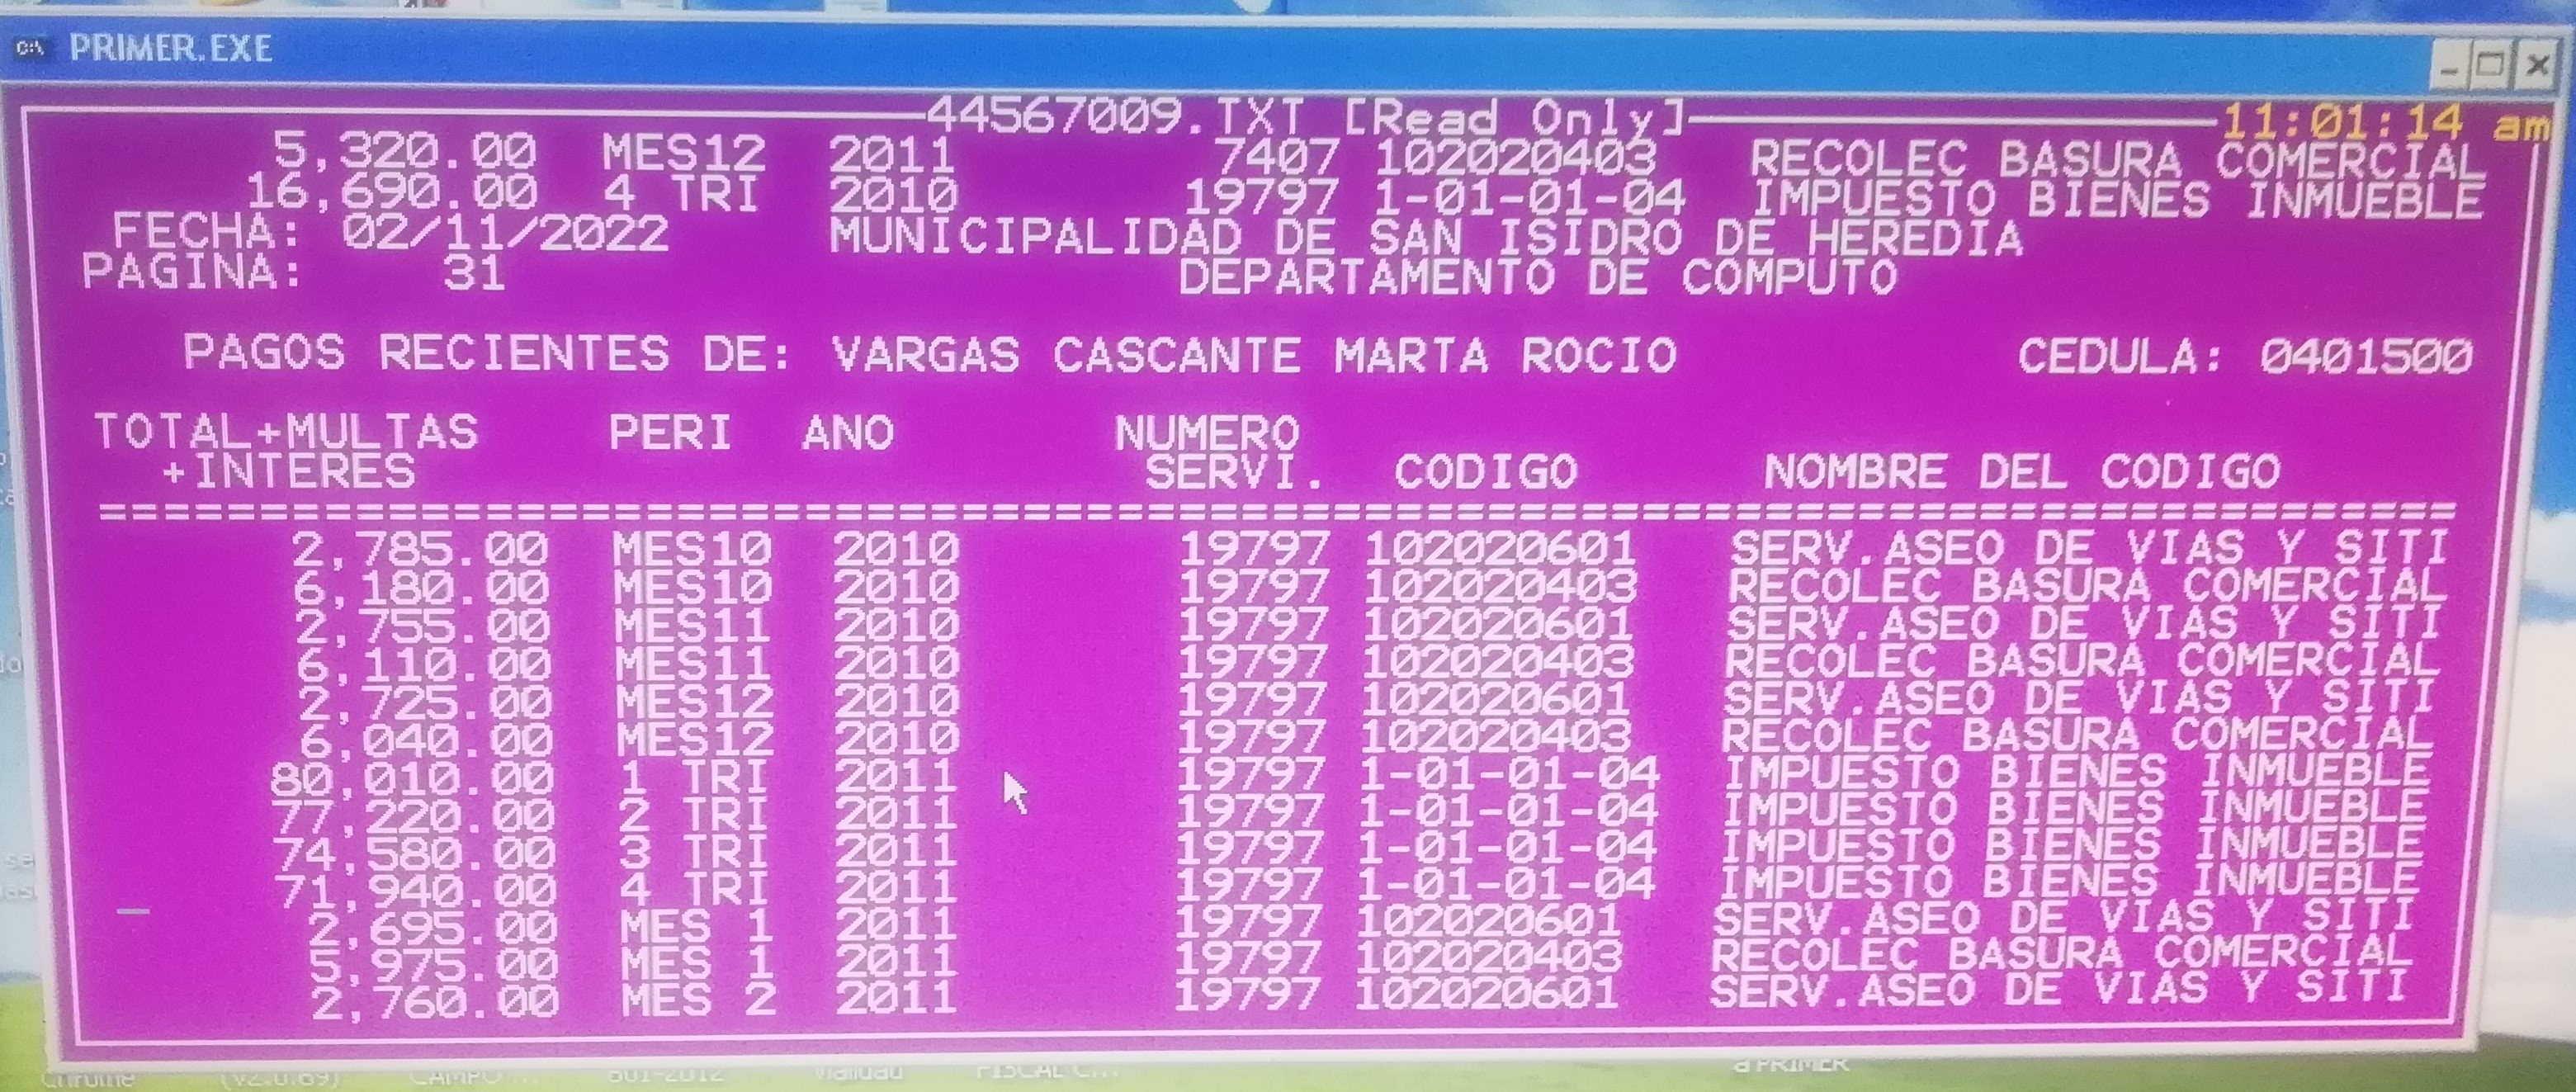 PRIMER.EXE
44567009.TXT [Read Only] 11:01:14 am
5,320.00 MES12 2011 7407 102020403 RECOLEC BASURA COMERCIAL
16,690.00 4 TRI 2010 19797 1-01-01-04 IMPUESTO BIENES INMUEBLE
FECHA: 02/11/2022 MUNICIPALIDAD DE SAN ISIDRO DE HEREDIA
PAGINA: 31 DEPARTAMENTO DE COMPUTO
PAGOS RECIENTES DE: VARGAS CASCANTE MARTA ROCIO CEDULA: 0401500
TOTAL+MULTAS PERI ANO NUMERO
+INTERES SERVI. CODIGO NOMBRE DEL CODIGO
==========================================================================
2,785.00 MES10 2010 19797 102020601 SERV.ASEO DE VIAS Y SITI
6,180.00 MES10 2010 19797 102020403 RECOLEC BASURA COMERCIAL
2,755.00 MES11 2010 19797 102020601 SERV.ASEO DE VIAS Y SITI
6,110.00 MES11 2010 19797 102020403 RECOLEC BASURA COMERCIAL
2,725.00 MES12 2010 19797 102020601 SERV.ASEO DE VIAS Y SITI
6,040.00 MES12 2010 19797 102020403 RECOLEC BASURA COMERCIAL
80,010.00 1 TRI 2011 19797 1-01-01-04 IMPUESTO BIENES INMUEBLE
77,220.00 2 TRI 2011 19797 1-01-01-04 IMPUESTO BIENES INMUEBLE
74,580.00 3 TRI 2011 19797 1-01-01-04 IMPUESTO BIENES INMUEBLE
71,940.00 4 TRI 2011 19797 1-01-01-04 IMPUESTO BIENES INMUEBLE
2,695.00 MES 1 2011 19797 102020601 SERV.ASEO DE VIAS Y SITI
5,975.00 MES 1 2011 19797 102020403 RECOLEC BASURA COMERCIAL
2,760.00 MES 2 2011 19797 102020601 SERV.ASEO DE VIAS Y SITI
Chrome (v2.0.69) CAMPO ... 601-2012 Vialidad FISCAL C... a PRIMER